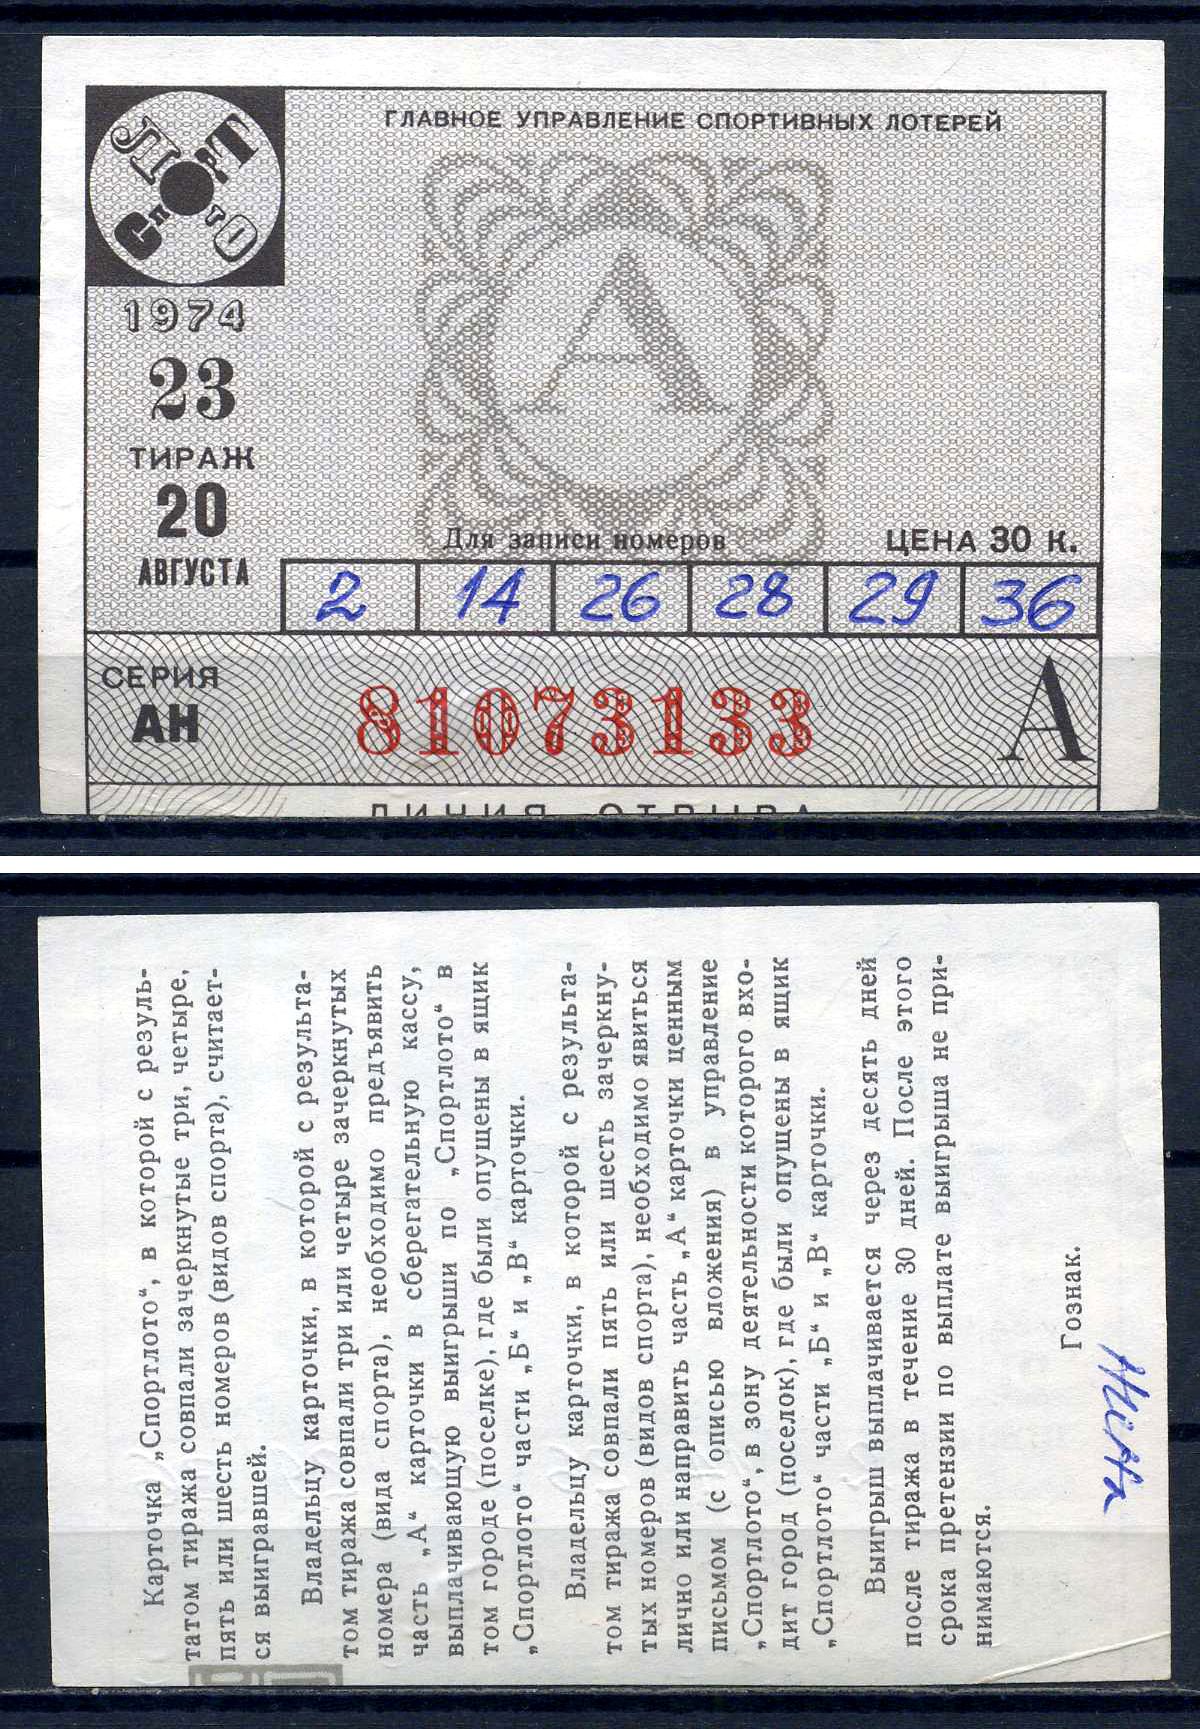 СПОРТЛОТО
ГЛАВНОЕ УПРАВЛЕНИЕ СПОРТИВНЫХ ЛОТЕРЕЙ
А
1974
23
ТИРАЖ
20
АВГУСТА
Для записи номеров
ЦЕНА 30 к.
2 14 26 28 29 36
СЕРИЯ
АН
81073133
А
ЛИНИЯ ОТРЫВА
Карточка „Спортлото“, в которой с резуль-
татом тиража совпали зачеркнутые три, четыре,
пять или шесть номеров (видов спорта), считает-
ся выигравшей.
Владельцу карточки, в которой с результа-
том тиража совпали три или четыре зачеркнутых
номера (вида спорта), необходимо предъявить
часть „А“ карточки в сберегательную кассу,
выплачивающую выигрыши по „Спортлото“ в
том городе (поселке), где были опущены в ящик
„Спортлото“ части „Б“ и „В“ карточки.
Владельцу карточки, в которой с результа-
том тиража совпали пять или шесть зачеркну-
тых номеров (видов спорта), необходимо явиться
лично или направить часть „А“ карточки ценным
письмом (с описью вложения) в управление
„Спортлото“, в зону деятельности которого вхо-
дит город (поселок), где были опущены в ящик
„Спортлото“ части „Б“ и „В“ карточки.
Выигрыш выплачивается через десять дней
после тиража в течение 30 дней. После этого
срока претензии по выплате выигрыша не при-
нимаются.
Гознак.